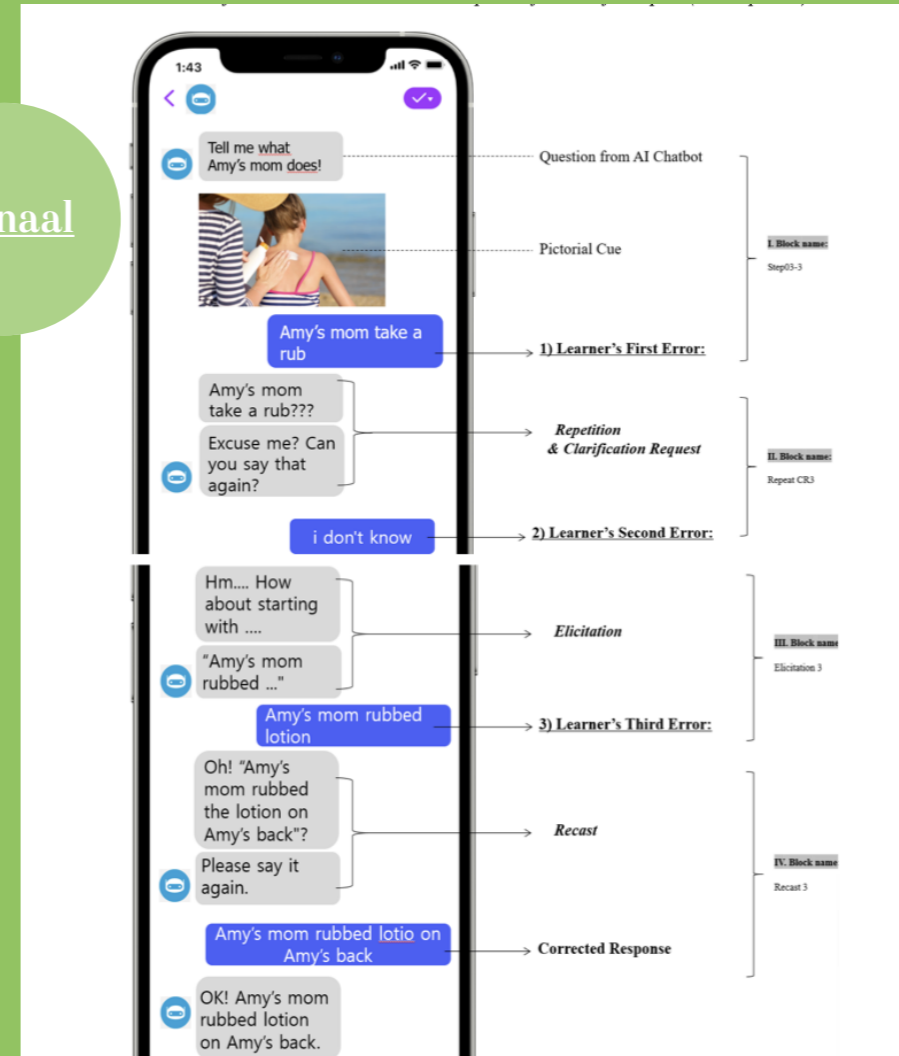 naal
1:43
Tell me what
Amy's mom does!
Question from AI Chatbot
Pictorial Cue
I. Block name:
Step03-3
Amy's mom take a
rub
1) Learner's First Error:
Amy's mom
take a rub???
Excuse me? Can
you say that
again?
Repetition
& Clarification Request
II. Block name:
Repeat CR3
i don't know
2) Learner's Second Error:
Hm.... How
about starting
with ....
"Amy's mom
rubbed ..."
Elicitation
III. Block name
Elicitation 3
Amy's mom rubbed
lotion
3) Learner's Third Error:
Oh! "Amy's
mom rubbed
the lotion on
Amy's back"?
Please say it
again.
Recast
IV. Block name
Recast 3
Amy's mom rubbed lotio on
Amy's back
Corrected Response
OK! Amy's mom
rubbed lotion
on Amy's back.